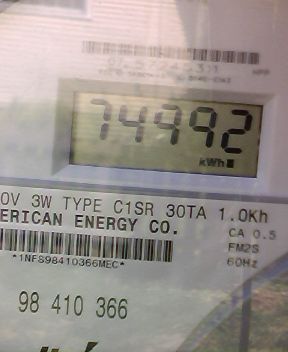 74992
kWh
OV 3W TYPE C1SR 30TA 1.0Kh
ERICAN ENERGY CO.
CA 0.5
FM2S
60Hz
*1NFS98410366MEC*
98 410 366